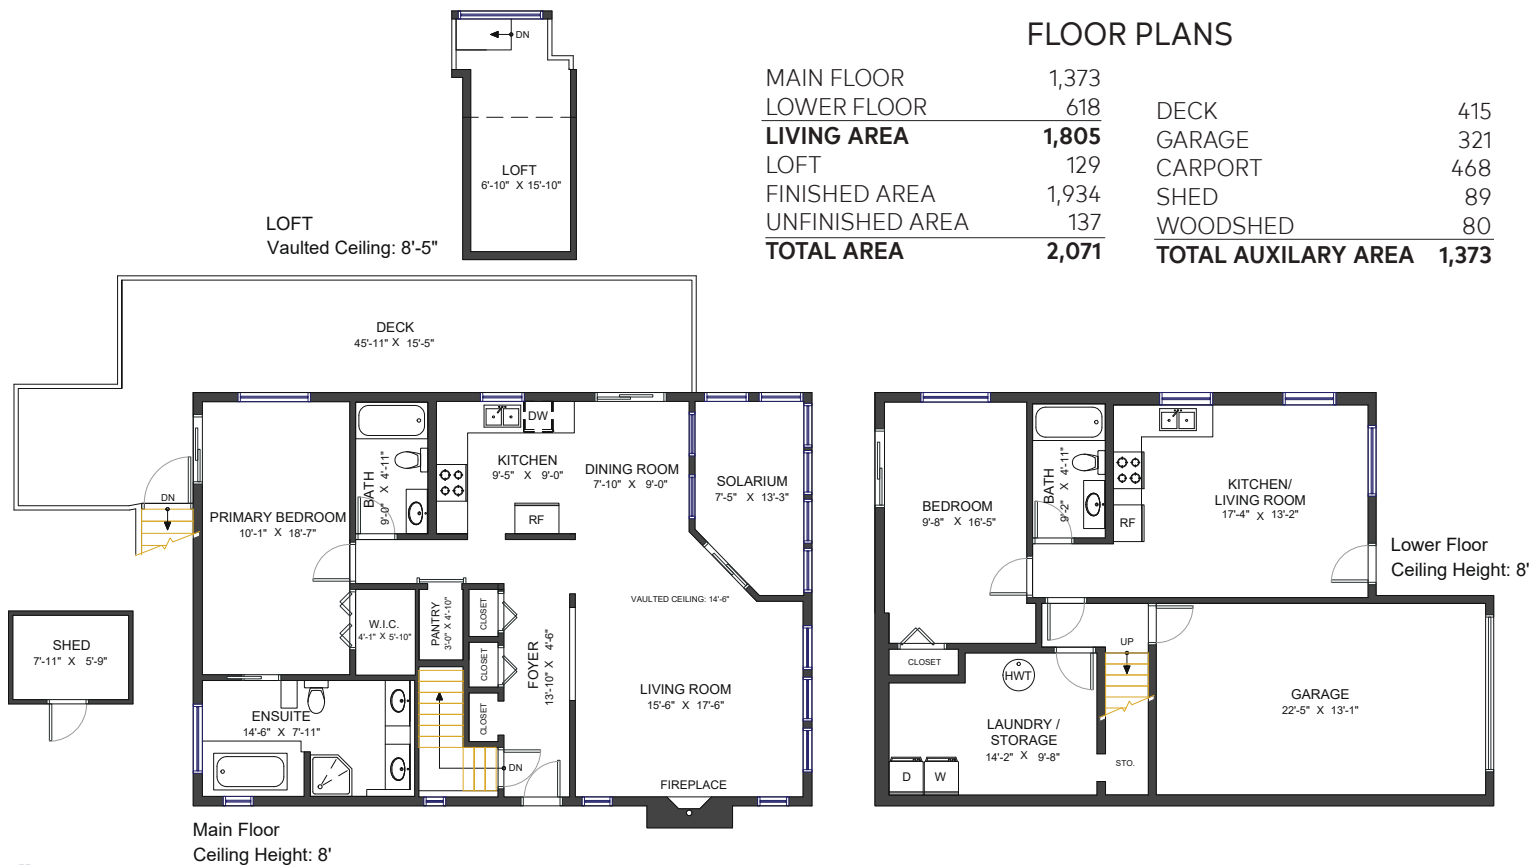 FLOOR PLANS
MAIN FLOOR 1,373
LOWER FLOOR 618
LIVING AREA 1,805
LOFT 129
FINISHED AREA 1,934
UNFINISHED AREA 137
TOTAL AREA 2,071
DECK 415
GARAGE 321
CARPORT 468
SHED 89
WOODSHED 80
TOTAL AUXILARY AREA 1,373
DN
LOFT
6'-10" X 15'-10"
LOFT
Vaulted Ceiling: 8'-5"
DECK
45'-11" X 15'-5"
DN
PRIMARY BEDROOM
10'-1" X 18'-7"
BATH
9'-0" X 4'-11"
KITCHEN
9'-5" X 9'-0"
DW
RF
DINING ROOM
7'-10" X 9'-0"
SOLARIUM
7'-5" X 13'-3"
VAULTED CEILING: 14'-6"
W.I.C.
4'-1" X 5'-10"
PANTRY
3'-0" X 4'-10"
CLOSET
CLOSET
CLOSET
FOYER
13'-10" X 4'-6"
LIVING ROOM
15'-6" X 17'-6"
FIREPLACE
DN
ENSUITE
14'-6" X 7'-11"
SHED
7'-11" X 5'-9"
Main Floor
Ceiling Height: 8'
BEDROOM
9'-8" X 16'-5"
BATH
9'-2" X 4'-11"
RF
KITCHEN/
LIVING ROOM
17'-4" X 13'-2"
Lower Floor
Ceiling Height: 8'
CLOSET
HWT
UP
LAUNDRY /
STORAGE
14'-2" X 9'-8"
D
W
STO.
GARAGE
22'-5" X 13'-1"